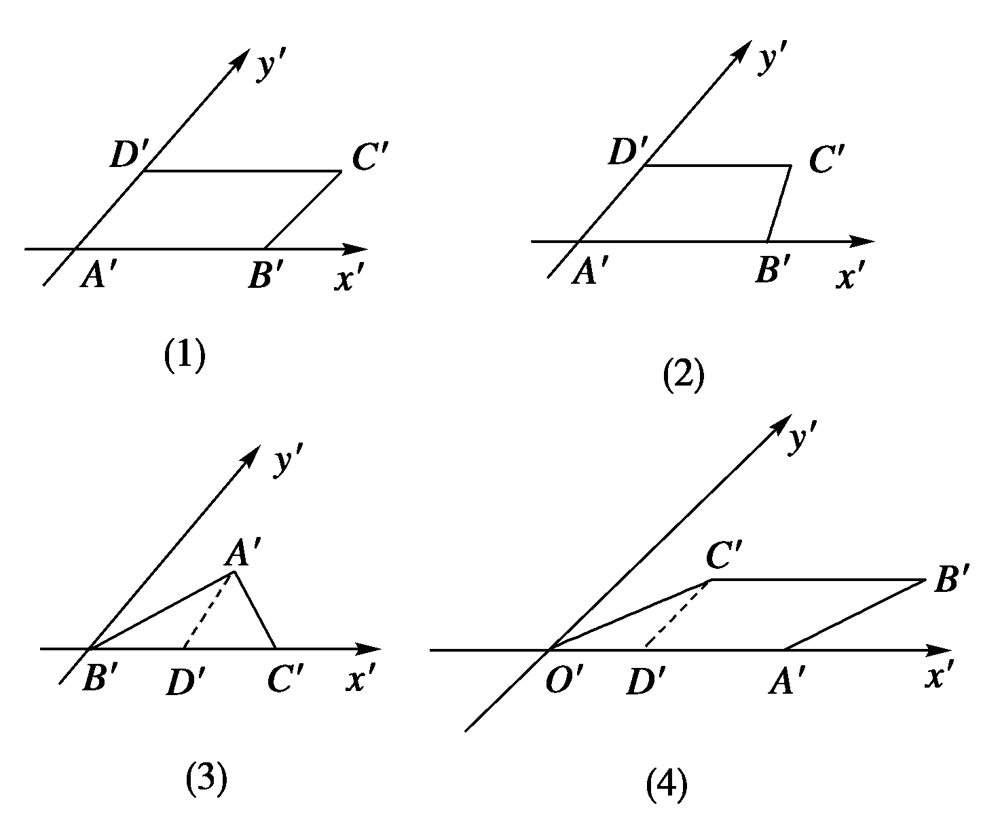 y′ y′
D′ C′ D′ C′
A′ B′ x′ A′ B′ x′
(1) (2)
y′ y′
A′ C′ B′
B′ D′ C′ x′ O′ D′ A′ x′
(3) (4)